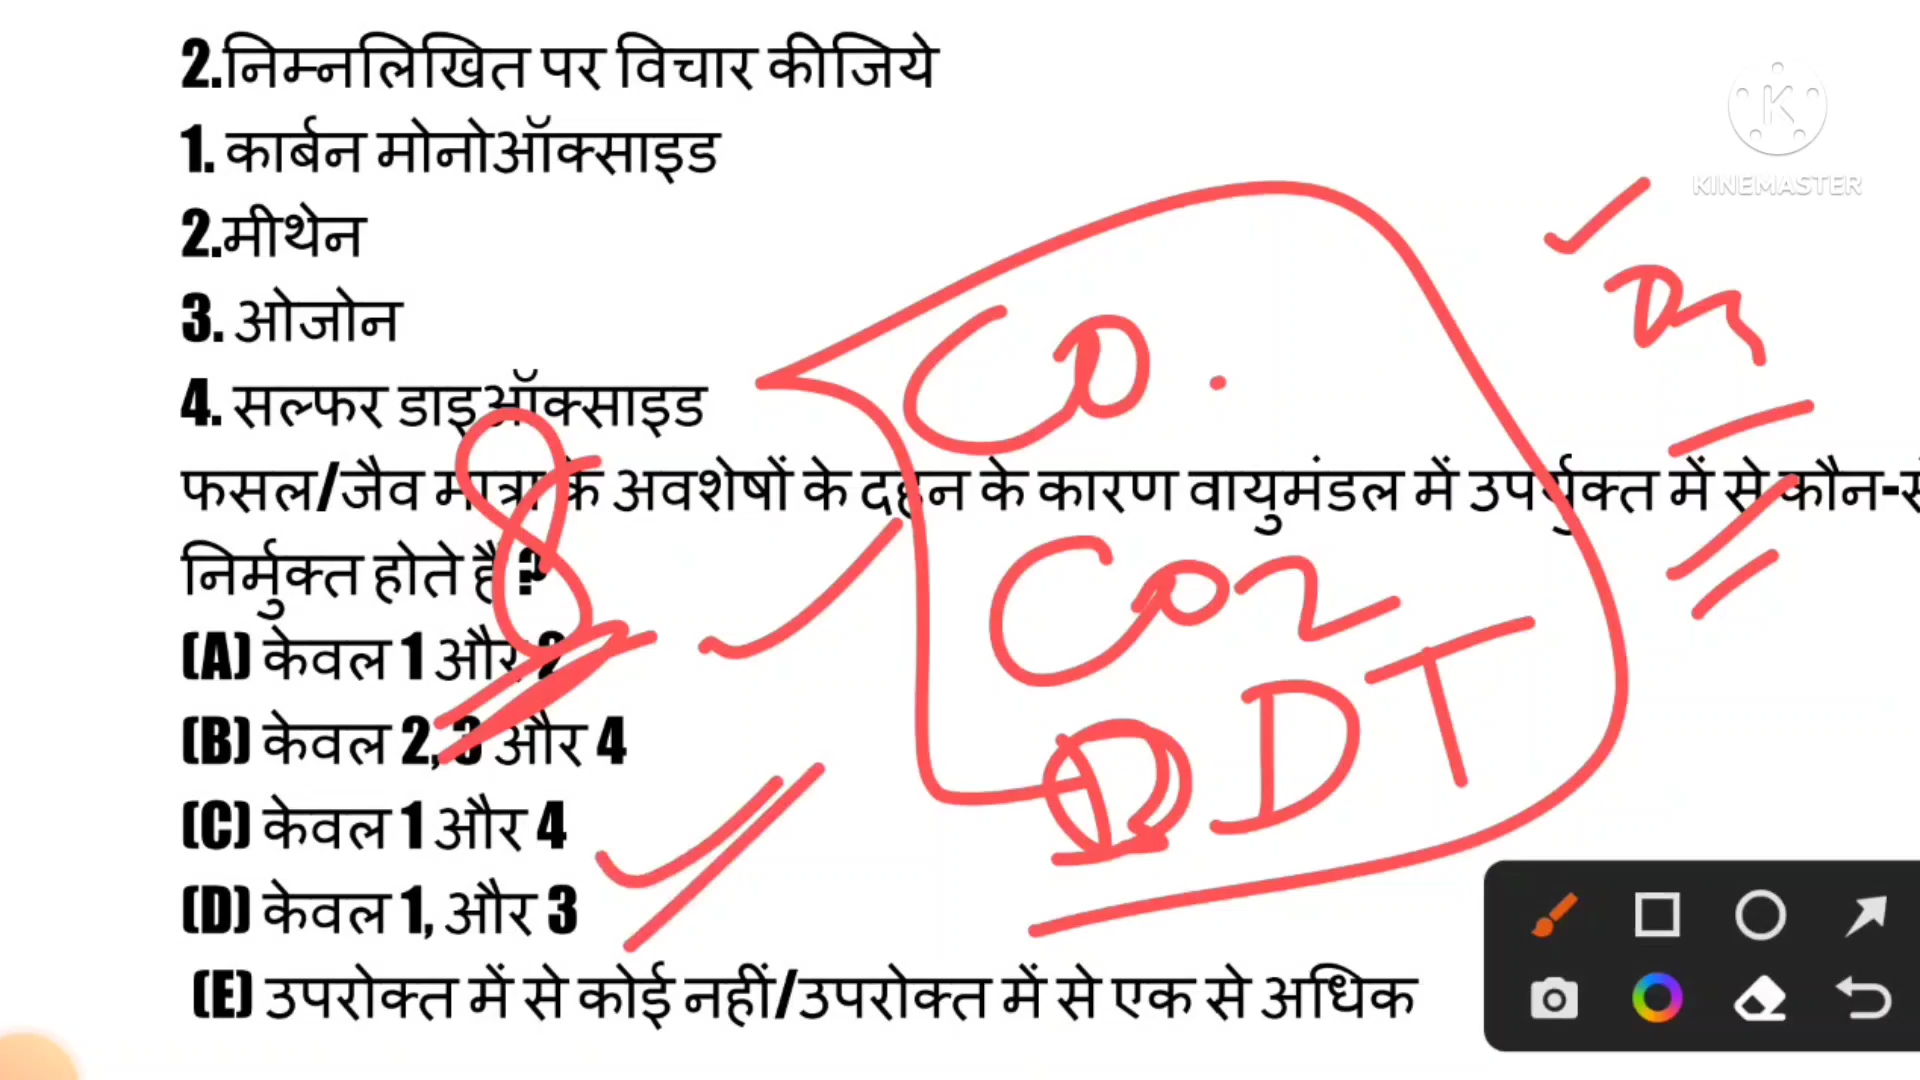 2.निम्नलिखित पर विचार कीजिये
1. कार्बन मोनोऑक्साइड
2.मीथेन
3. ओजोन
4. सल्फर डाइऑक्साइड
फसल/जैव मात्रा के अवशेषों के दहन के कारण वायुमंडल में उपर्युक्त में से कौन-
निर्मुक्त होते है ?
(A) केवल 1 और 2
(B) केवल 2, 3 और 4
(C) केवल 1 और 4
(D) केवल 1, और 3
(E) उपरोक्त में से कोई नहीं/उपरोक्त में से एक से अधिक
CO.
CO2
DDT
8
K
KINEMASTER